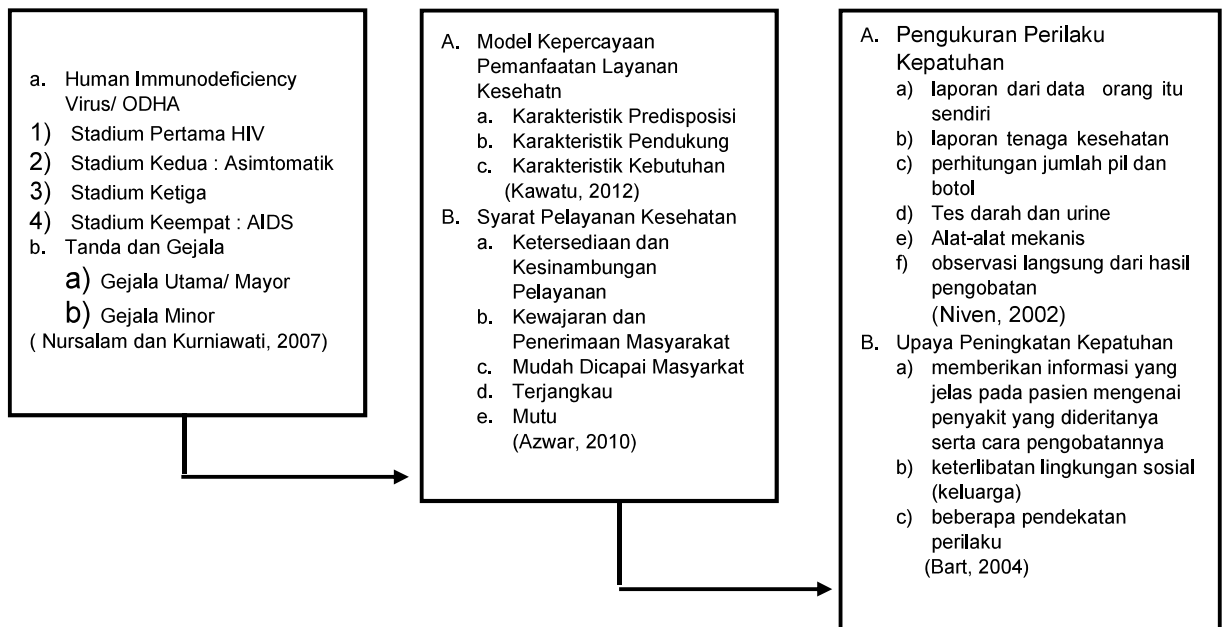 a. Human Immunodeficiency
Virus/ ODHA
1) Stadium Pertama HIV
2) Stadium Kedua : Asimtomatik
3) Stadium Ketiga
4) Stadium Keempat : AIDS
b. Tanda dan Gejala
a) Gejala Utama/ Mayor
b) Gejala Minor
( Nursalam dan Kurniawati, 2007)
A. Model Kepercayaan
Pemanfaatan Layanan
Kesehatn
a. Karakteristik Predisposisi
b. Karakteristik Pendukung
c. Karakteristik Kebutuhan
(Kawatu, 2012)
B. Syarat Pelayanan Kesehatan
a. Ketersediaan dan
Kesinambungan
Pelayanan
b. Kewajaran dan
Penerimaan Masyarakat
c. Mudah Dicapai Masyarkat
d. Terjangkau
e. Mutu
(Azwar, 2010)
A. Pengukuran Perilaku
Kepatuhan
a) laporan dari data orang itu
sendiri
b) laporan tenaga kesehatan
c) perhitungan jumlah pil dan
botol
d) Tes darah dan urine
e) Alat-alat mekanis
f) observasi langsung dari hasil
pengobatan
(Niven, 2002)
B. Upaya Peningkatan Kepatuhan
a) memberikan informasi yang
jelas pada pasien mengenai
penyakit yang dideritanya
serta cara pengobatannya
b) keterlibatan lingkungan sosial
(keluarga)
c) beberapa pendekatan
perilaku
(Bart, 2004)